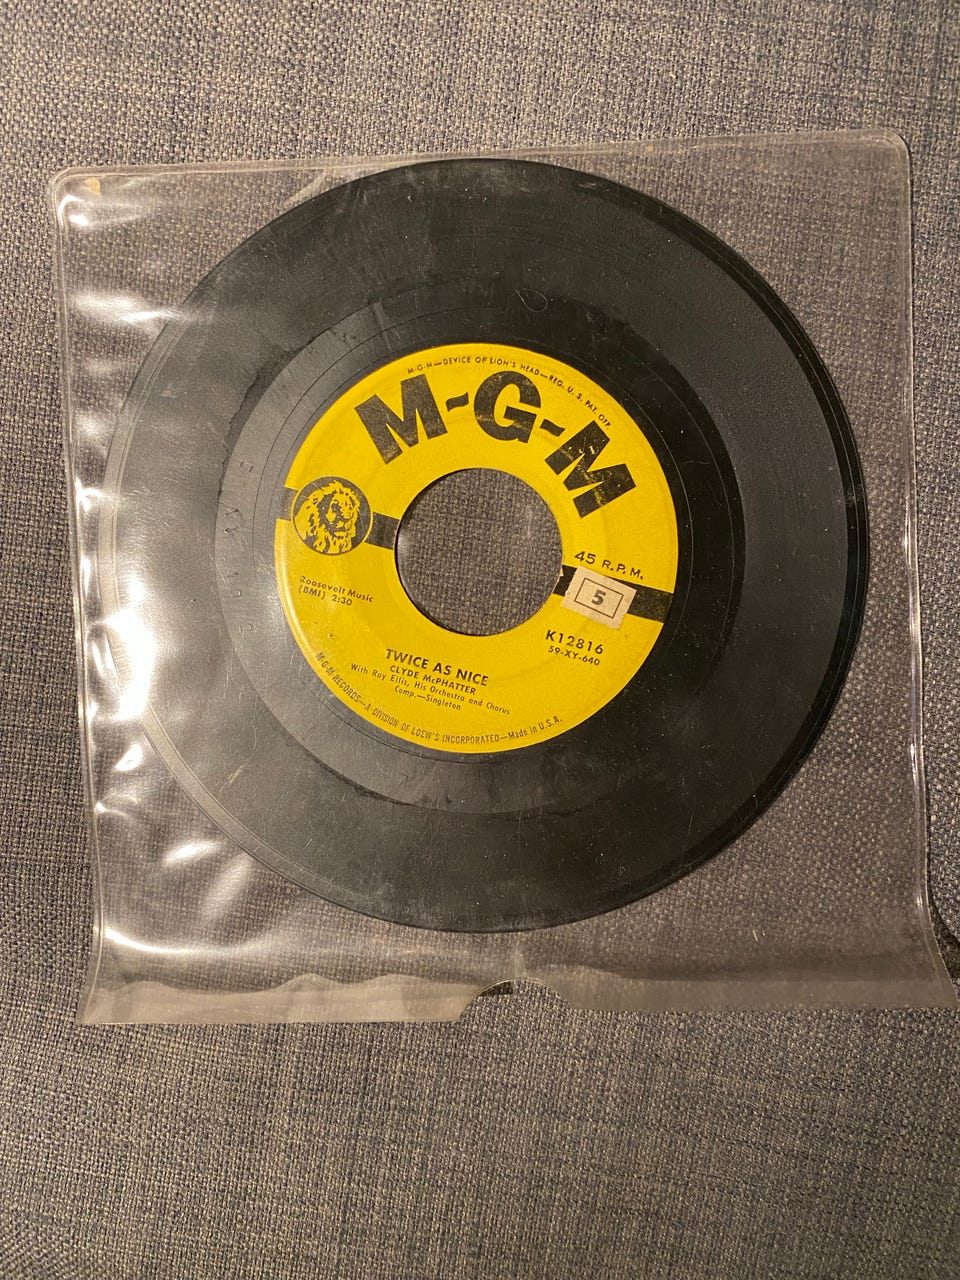 M-G-M—DEVICE OF LION'S HEAD—REG. U. S. PAT. OFF.
M-G-M
45 R.P.M.
5
Roosevelt Music
(BMI) 2:30
K12816
59-XY-640
TWICE AS NICE
CLYDE McPHATTER
With Ray Ellis, His Orchestra and Chorus
Comp.—Singleton
M-G-M RECORDS—A DIVISION OF LOEW'S INCORPORATED—Made in U.S.A.